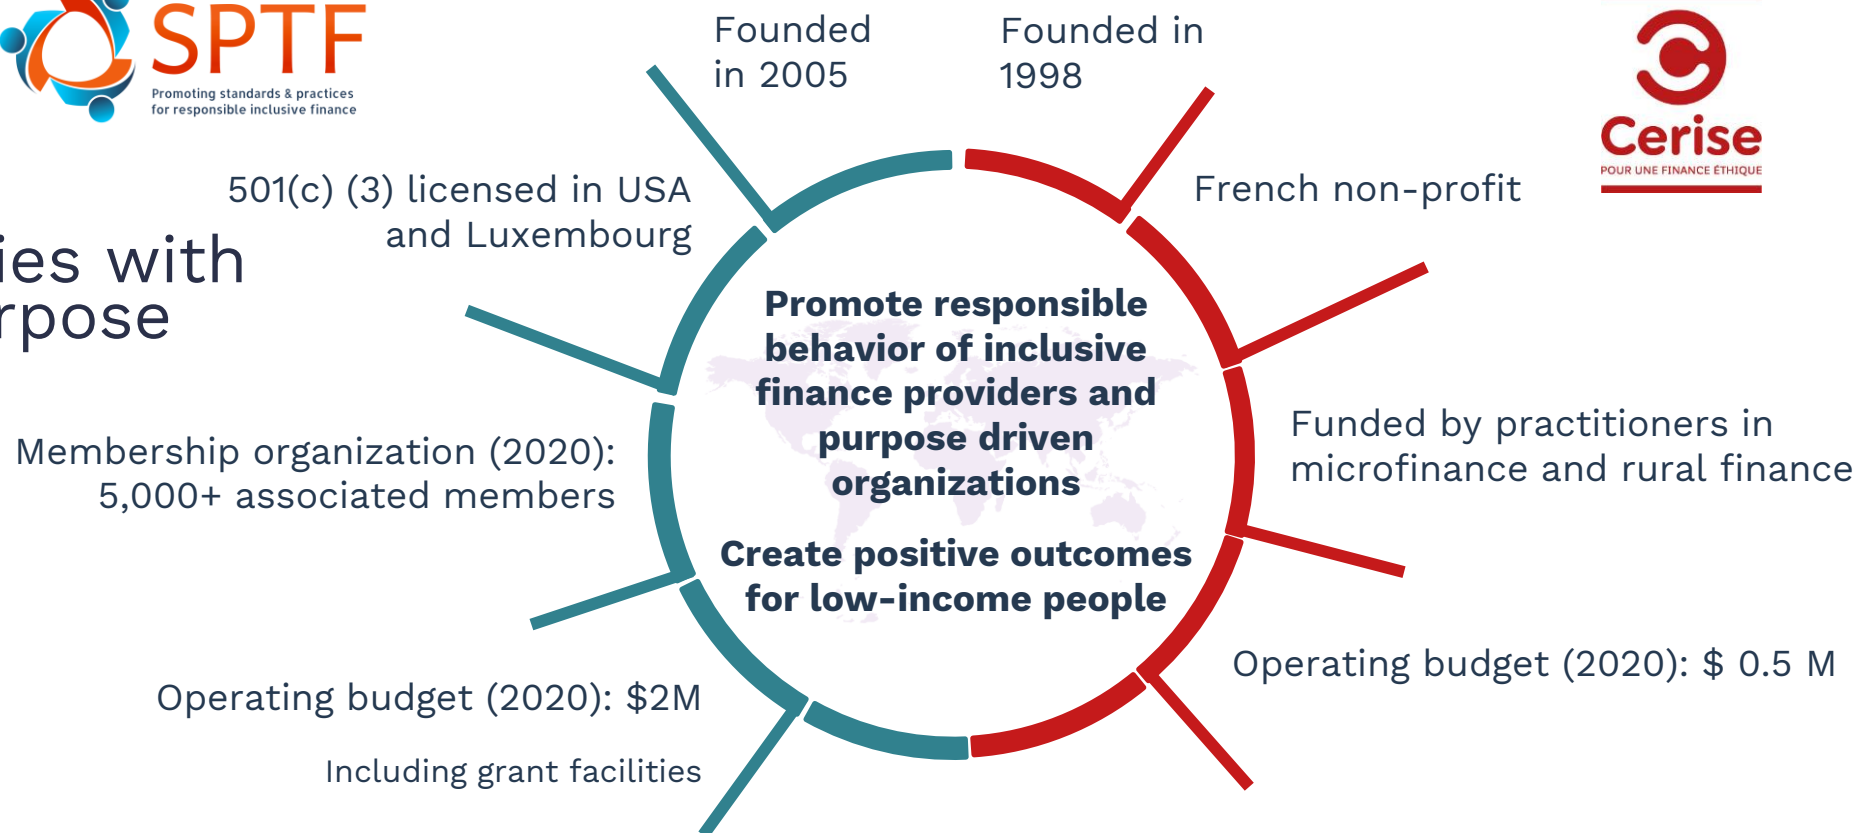 SPTF
Promoting standards & practices
for responsible inclusive finance
Founded
in 2005
Founded in
1998
Cerise
POUR UNE FINANCE ÉTHIQUE
501(c) (3) licensed in USA
and Luxembourg
French non-profit
ies with
rpose
Promote responsible
behavior of inclusive
finance providers and
purpose driven
organizations
Create positive outcomes
for low-income people
Membership organization (2020):
5,000+ associated members
Funded by practitioners in
microfinance and rural finance
Operating budget (2020): $2M
Including grant facilities
Operating budget (2020): $ 0.5 M